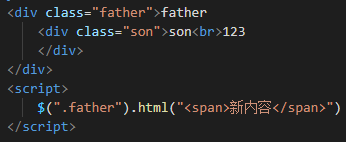 <div class="father">father
    <div class="son">son<br>123
    </div>
</div>
<script>
    $(".father").html("<span>新内容</span>")
</script>